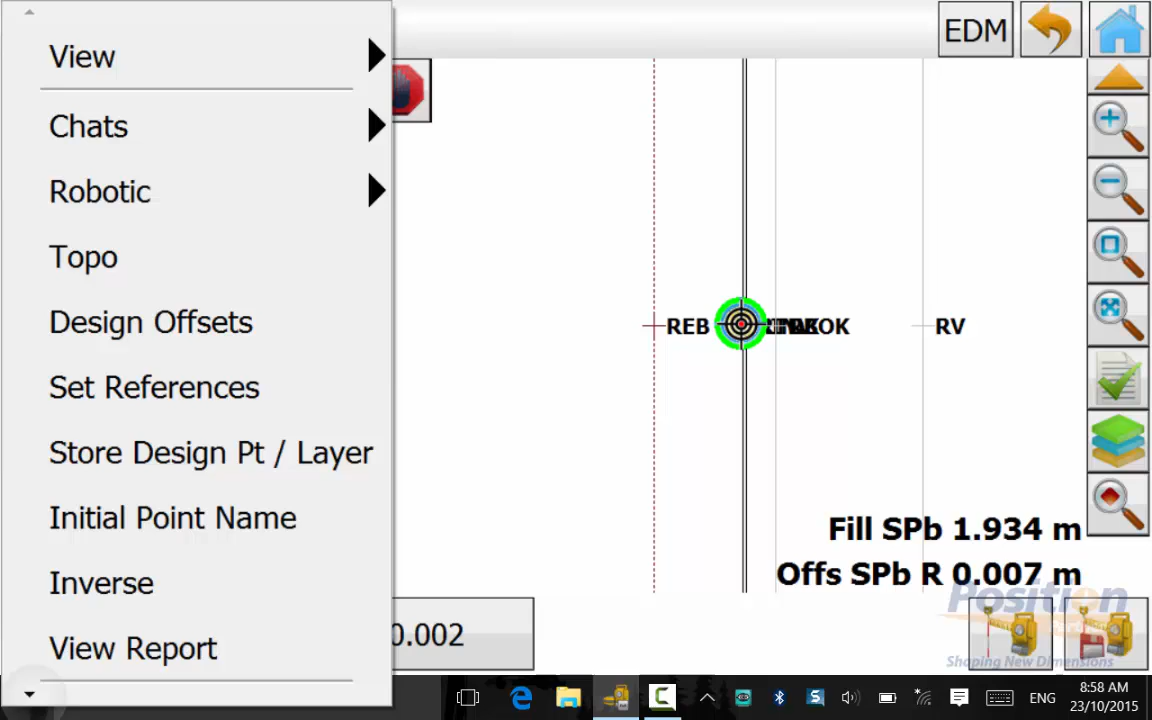 View
EDM
Chats
Robotic
Topo
Design Offsets
REB
OK
RV
Set References
Store Design Pt / Layer
Initial Point Name
Fill SPb 1.934 m
Offs SPb R 0.007 m
Inverse
Position
0.002
View Report
Shaping New Dimensions
ENG
8:58 AM
23/10/2015